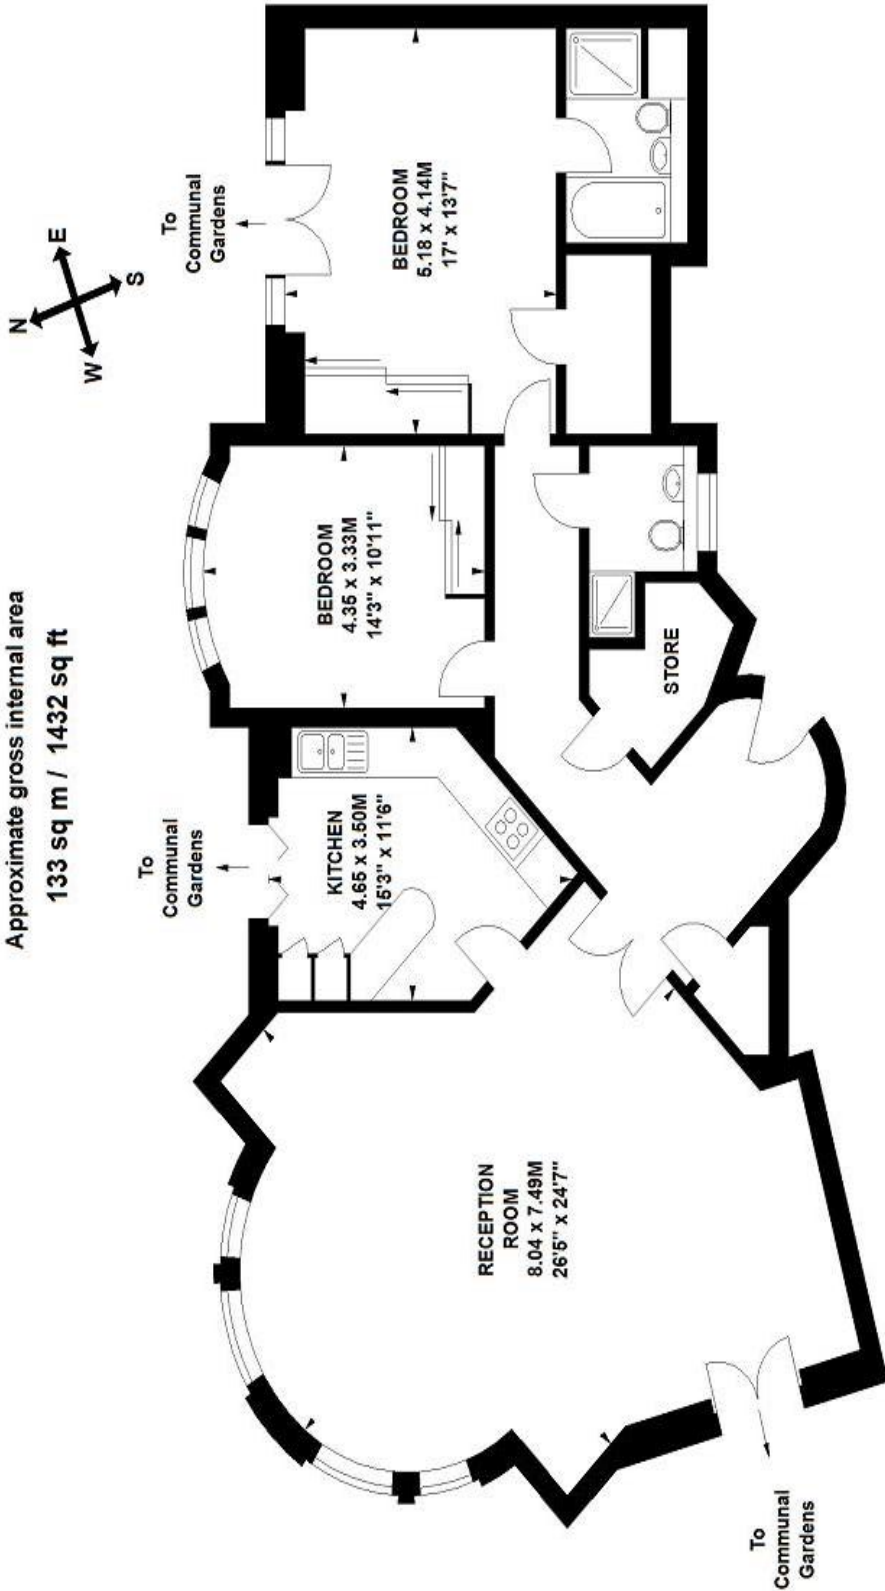 Approximate gross internal area
133 sq m / 1432 sq ft
N
E
S
W
To
Communal
Gardens
To
Communal
Gardens
KITCHEN
4.65 x 3.50M
15'3" x 11'6"
BEDROOM
4.35 x 3.33M
14'3" x 10'11"
BEDROOM
5.18 x 4.14M
17' x 13'7"
RECEPTION
ROOM
8.04 x 7.49M
26'5" x 24'7"
STORE
To
Communal
Gardens